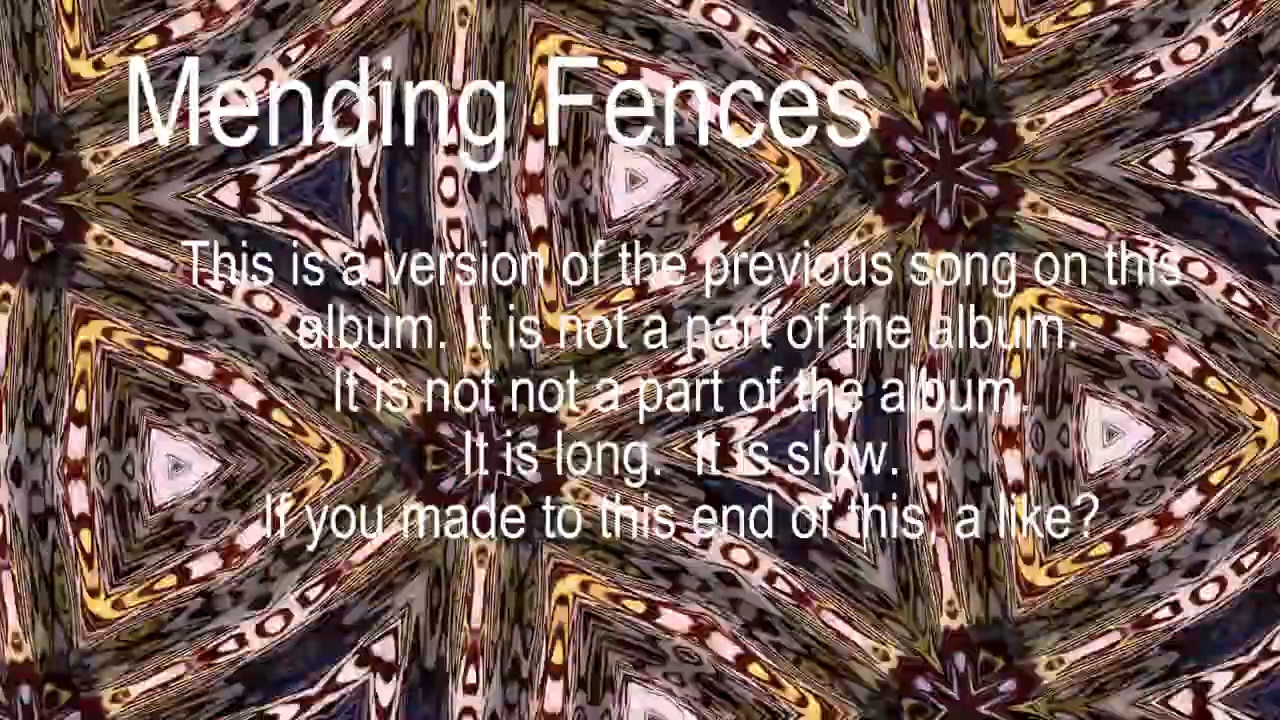 Mending Fences
This is a version of the previous song on this
album. It is not a part of the album.
It is not not a part of the album.
It is long.  It is slow.
If you made to this end of this, a like?